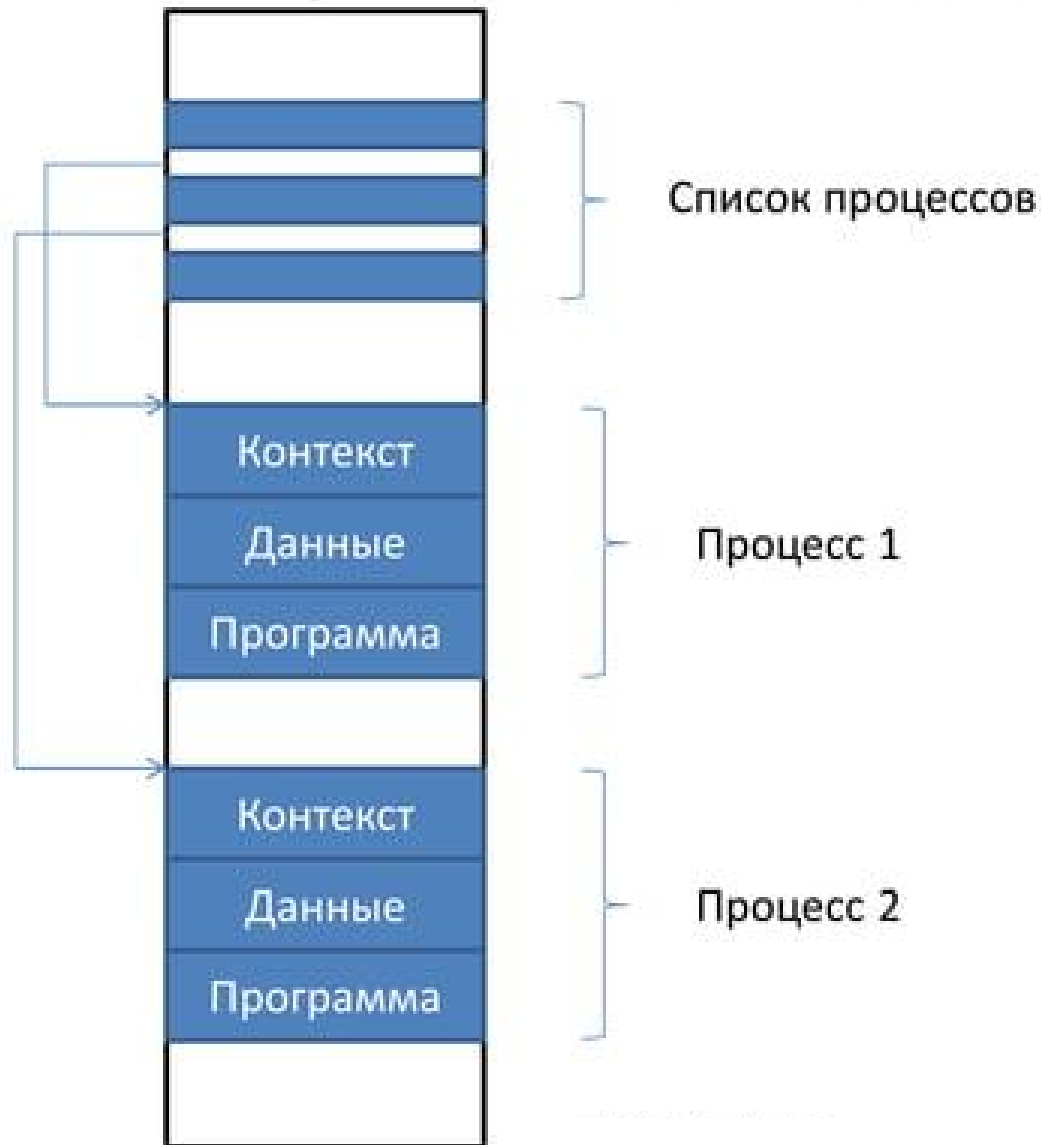 Список процессов
Контекст
Данные
Программа
Процесс 1
Контекст
Данные
Программа
Процесс 2